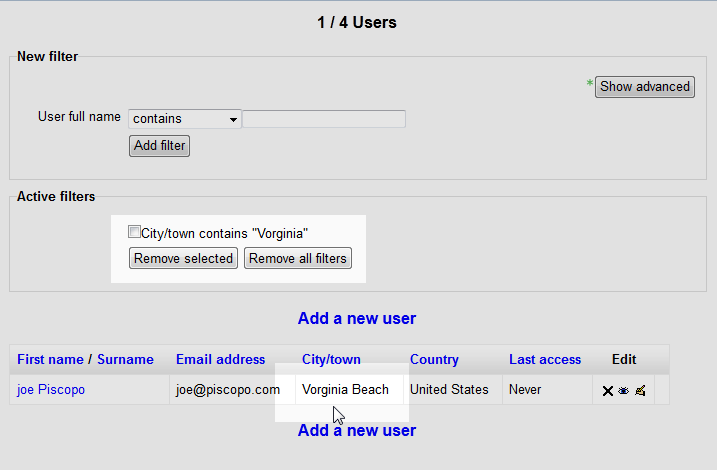 1 / 4 Users
New filter
* Show advanced
User full name contains
Add filter
Active filters
City/town contains "Vorginia"
Remove selected Remove all filters
Add a new user
First name / Surname Email address City/town Country Last access Edit
joe Piscopo joe@piscopo.com Vorginia Beach United States Never
Add a new user